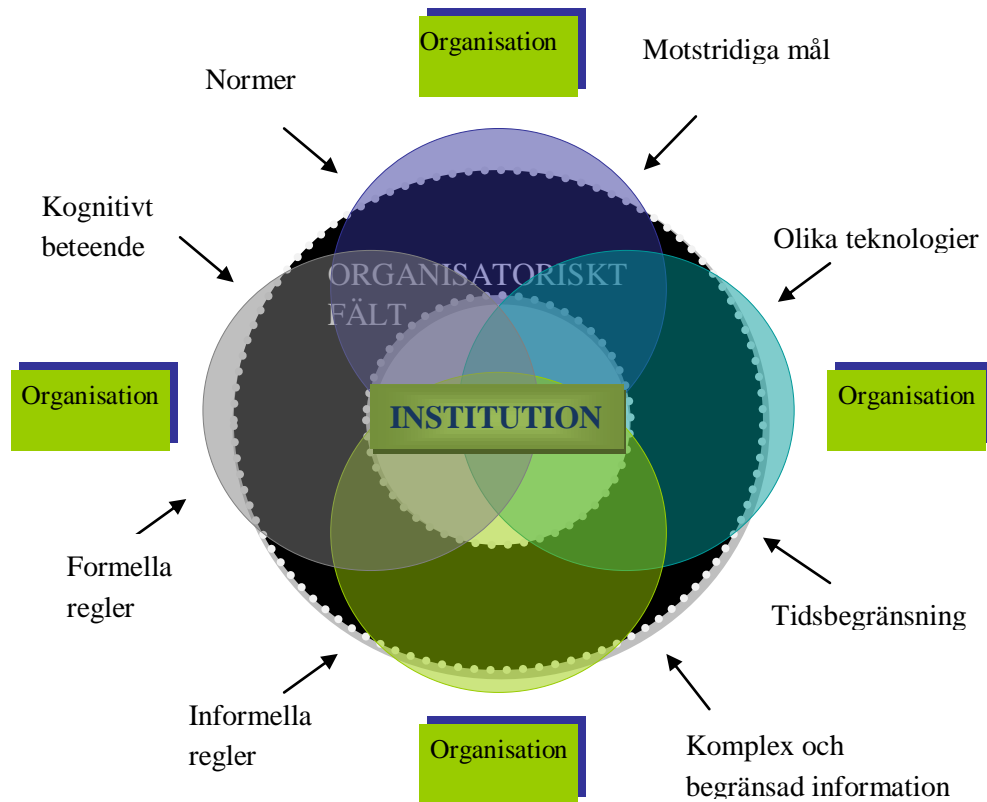 Organisation
Motstridiga mål
Normer
Kognitivt
beteende
Olika teknologier
ORGANISATORISKT
FÄLT
Organisation
INSTITUTION
Organisation
Formella
regler
Tidsbegränsning
Informella
regler
Organisation
Komplex och
begränsad information